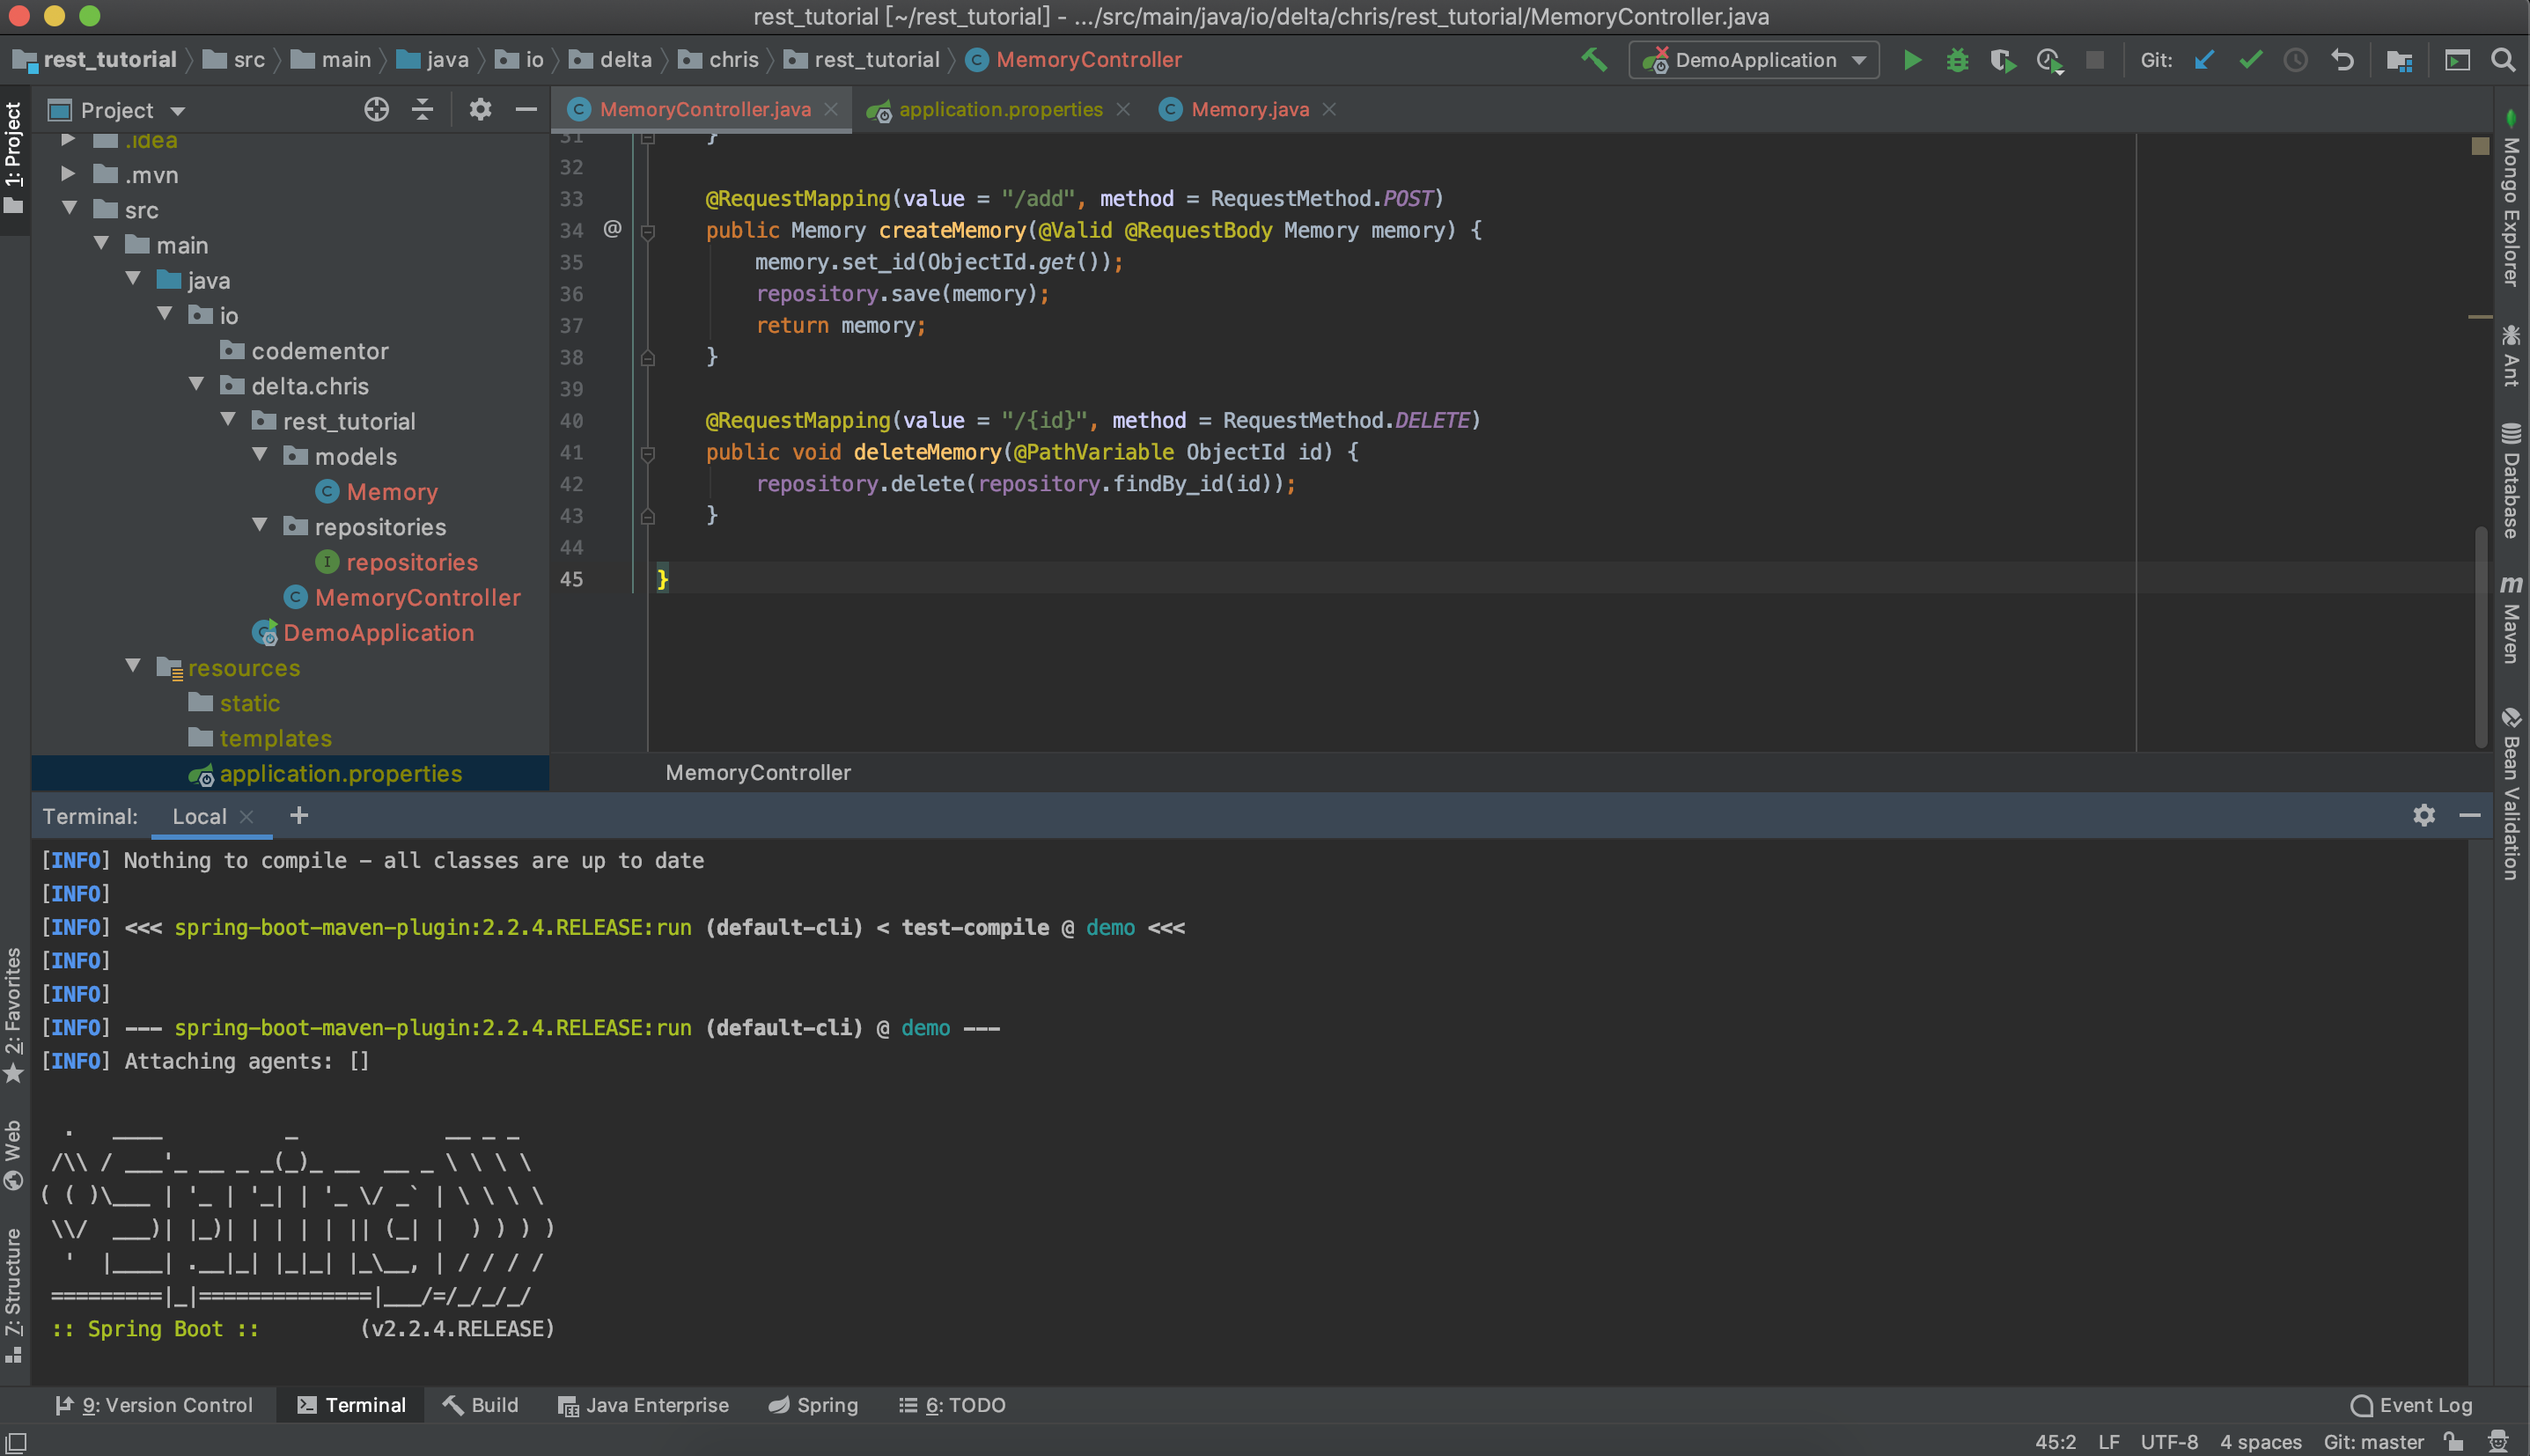 rest_tutorial [~/rest_tutorial] - .../src/main/java/io/delta/chris/rest_tutorial/MemoryController.java
rest_tutorial src main java io delta chris rest_tutorial MemoryController DemoApplication Git:
1: Project
Project
MemoryController.java application.properties Memory.java
.idea
.mvn
src
main
java
io
codementor
delta.chris
rest_tutorial
models
Memory
repositories
repositories
MemoryController
DemoApplication
resources
static
templates
application.properties
31 }
32
33 @RequestMapping(value = "/add", method = RequestMethod.POST)
34 @ public Memory createMemory(@Valid @RequestBody Memory memory) {
35 memory.set_id(ObjectId.get());
36 repository.save(memory);
37 return memory;
38 }
39
40 @RequestMapping(value = "/{id}", method = RequestMethod.DELETE)
41 public void deleteMemory(@PathVariable ObjectId id) {
42 repository.delete(repository.findBy_id(id));
43 }
44
45 }
MemoryController
Mongo Explorer
Ant
Database
m Maven
Bean Validation
Terminal: Local +
[INFO] Nothing to compile - all classes are up to date
[INFO]
[INFO] <<< spring-boot-maven-plugin:2.2.4.RELEASE:run (default-cli) < test-compile @ demo <<<
[INFO]
[INFO]
[INFO] --- spring-boot-maven-plugin:2.2.4.RELEASE:run (default-cli) @ demo ---
[INFO] Attaching agents: []
  .   ____          _            __ _ _
 /\\ / ___'_ __ _ _(_)_ __  __ _ \ \ \ \
( ( )\___ | '_ | '_| | '_ \/ _` | \ \ \ \
 \\/  ___)| |_)| | | | | || (_| |  ) ) ) )
  '  |____| .__|_| |_|_| |_\__, | / / / /
 =========|_|==============|___/=/_/_/_/
 :: Spring Boot ::        (v2.2.4.RELEASE)
2: Favorites
Web
7: Structure
9: Version Control Terminal Build Java Enterprise Spring 6: TODO Event Log
45:2 LF UTF-8 4 spaces Git: master